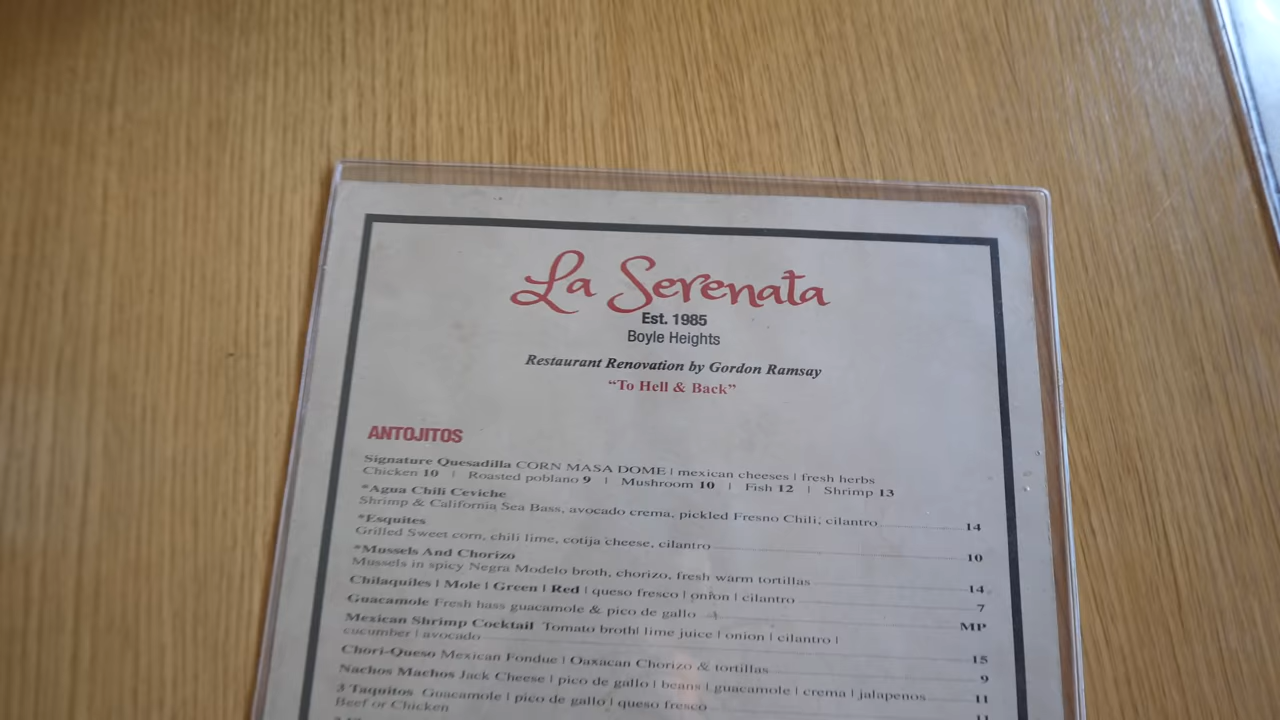 La Serenata
Est. 1985
Boyle Heights
Restaurant Renovation by Gordon Ramsay
“To Hell & Back”
ANTOJITOS
Signature Quesadilla CORN MASA DOME | mexican cheeses | fresh herbs
Chicken 10 | Roasted poblano 9 | Mushroom 10 | Fish 12 | Shrimp 13
*Agua Chili Ceviche
Shrimp & California Sea Bass, avocado crema, pickled Fresno Chili, cilantro 14
*Esquites
Grilled Sweet corn, chili lime, cotija cheese, cilantro 10
*Mussels And Chorizo
Mussels in spicy Negra Modelo broth, chorizo, fresh warm tortillas 14
Chilaquiles | Mole | Green | Red | queso fresco | onion | cilantro 7
Guacamole Fresh hass guacamole & pico de gallo MP
Mexican Shrimp Cocktail Tomato broth| lime juice | onion | cilantro |
cucumber | avocado 15
Chori-Queso Mexican Fondue | Oaxacan Chorizo & tortillas 9
Nachos Machos Jack Cheese | pico de gallo | beans | guacamole | crema | jalapenos 11
3 Taquitos Guacamole | pico de gallo | queso fresco 11
Beef or Chicken